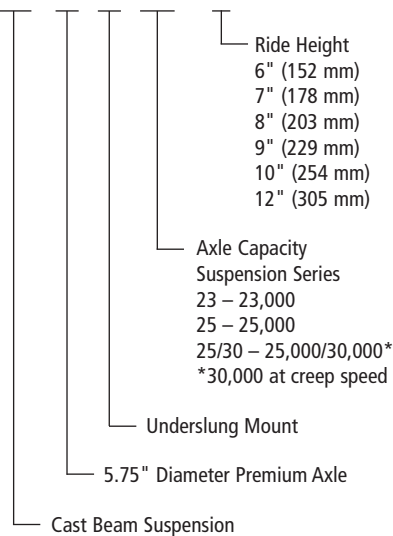 Ride Height
6" (152 mm)
7" (178 mm)
8" (203 mm)
9" (229 mm)
10" (254 mm)
12" (305 mm)
Axle Capacity
Suspension Series
23 – 23,000
25 – 25,000
25/30 – 25,000/30,000*
*30,000 at creep speed
Underslung Mount
5.75" Diameter Premium Axle
Cast Beam Suspension